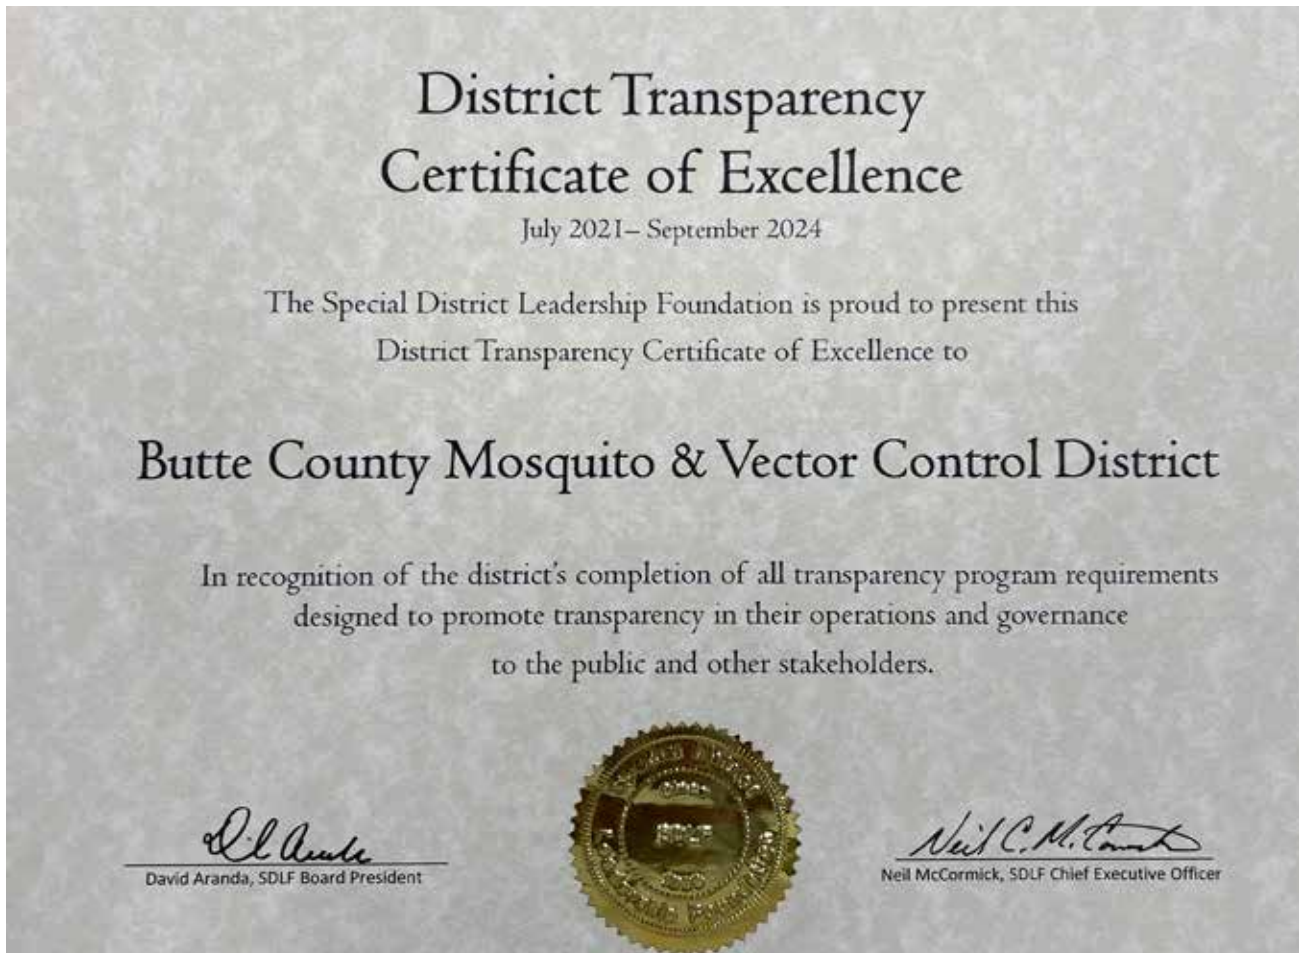 District Transparency
Certificate of Excellence
July 2021– September 2024
The Special District Leadership Foundation is proud to present this
District Transparency Certificate of Excellence to
Butte County Mosquito & Vector Control District
In recognition of the district's completion of all transparency program requirements
designed to promote transparency in their operations and governance
to the public and other stakeholders.
SDLF
David Aranda, SDLF Board President
Neil C. McCormick
Neil McCormick, SDLF Chief Executive Officer